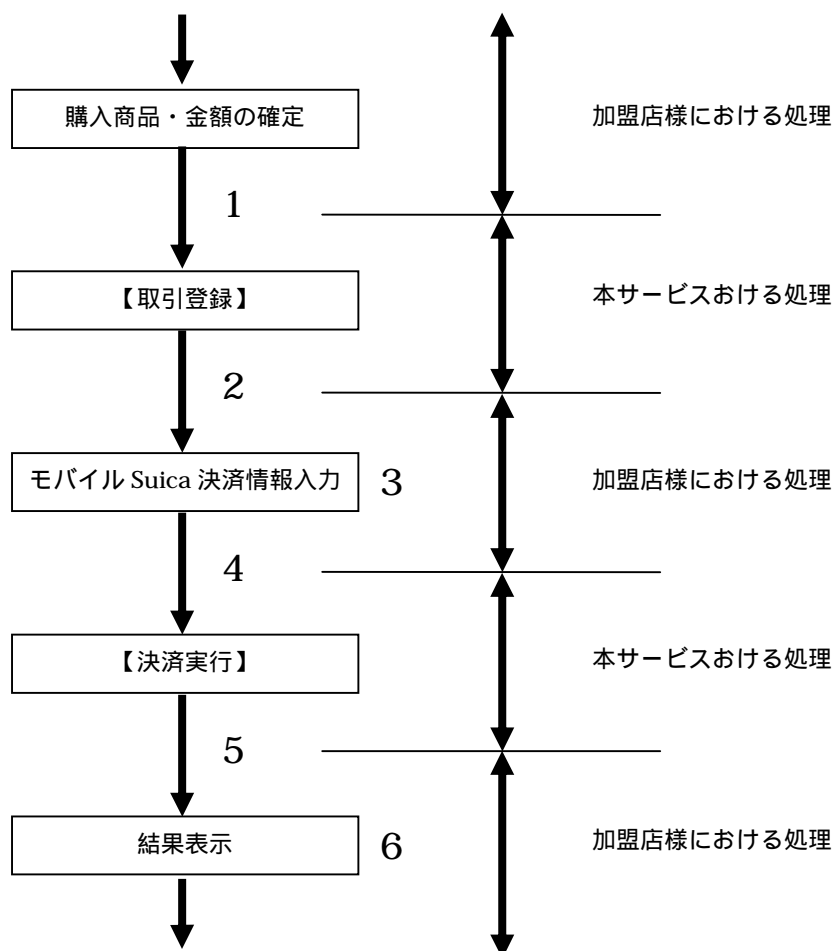 購入商品・金額の確定
加盟店様における処理
1
【取引登録】
本サービスおける処理
2
モバイル Suica 決済情報入力
3
加盟店様における処理
4
【決済実行】
本サービスおける処理
5
結果表示
6
加盟店様における処理